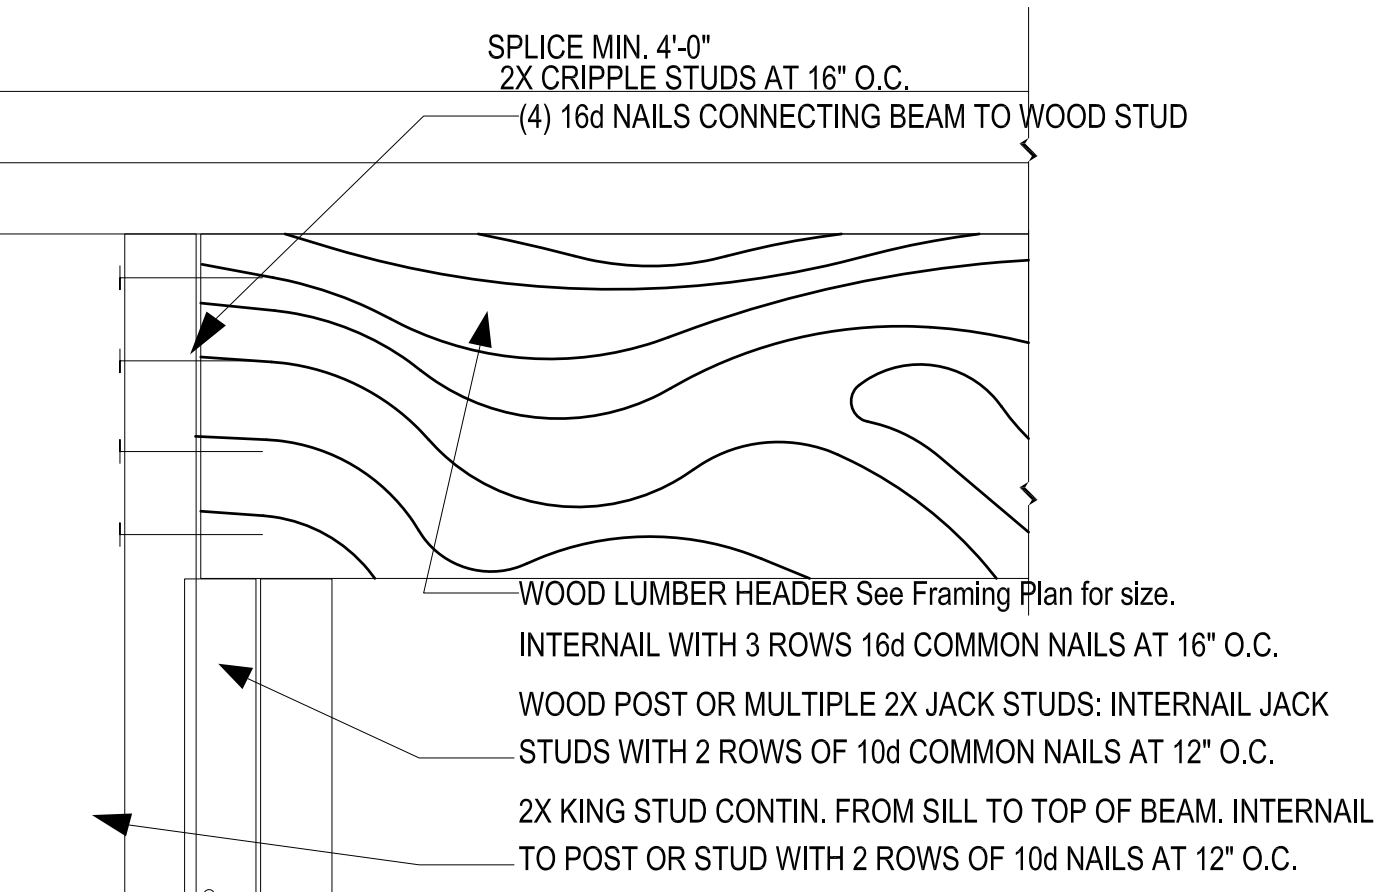 SPLICE MIN. 4'-0"
2X CRIPPLE STUDS AT 16" O.C.
(4) 16d NAILS CONNECTING BEAM TO WOOD STUD
WOOD LUMBER HEADER See Framing Plan for size.
INTERNAIL WITH 3 ROWS 16d COMMON NAILS AT 16" O.C.
WOOD POST OR MULTIPLE 2X JACK STUDS: INTERNAIL JACK
STUDS WITH 2 ROWS OF 10d COMMON NAILS AT 12" O.C.
2X KING STUD CONTIN. FROM SILL TO TOP OF BEAM. INTERNAIL
TO POST OR STUD WITH 2 ROWS OF 10d NAILS AT 12" O.C.